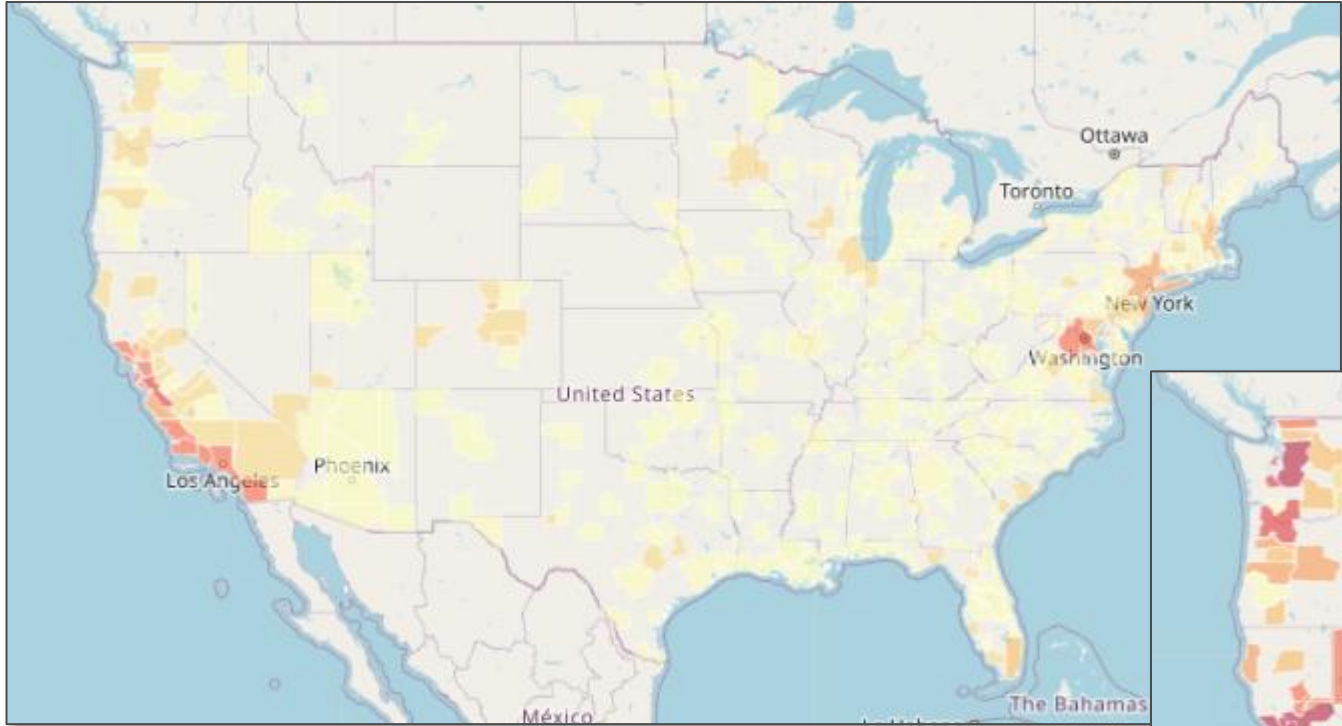 Ottawa
Toronto
New York
Washington
United States
Phoenix
Los Angeles
The Bahamas
México